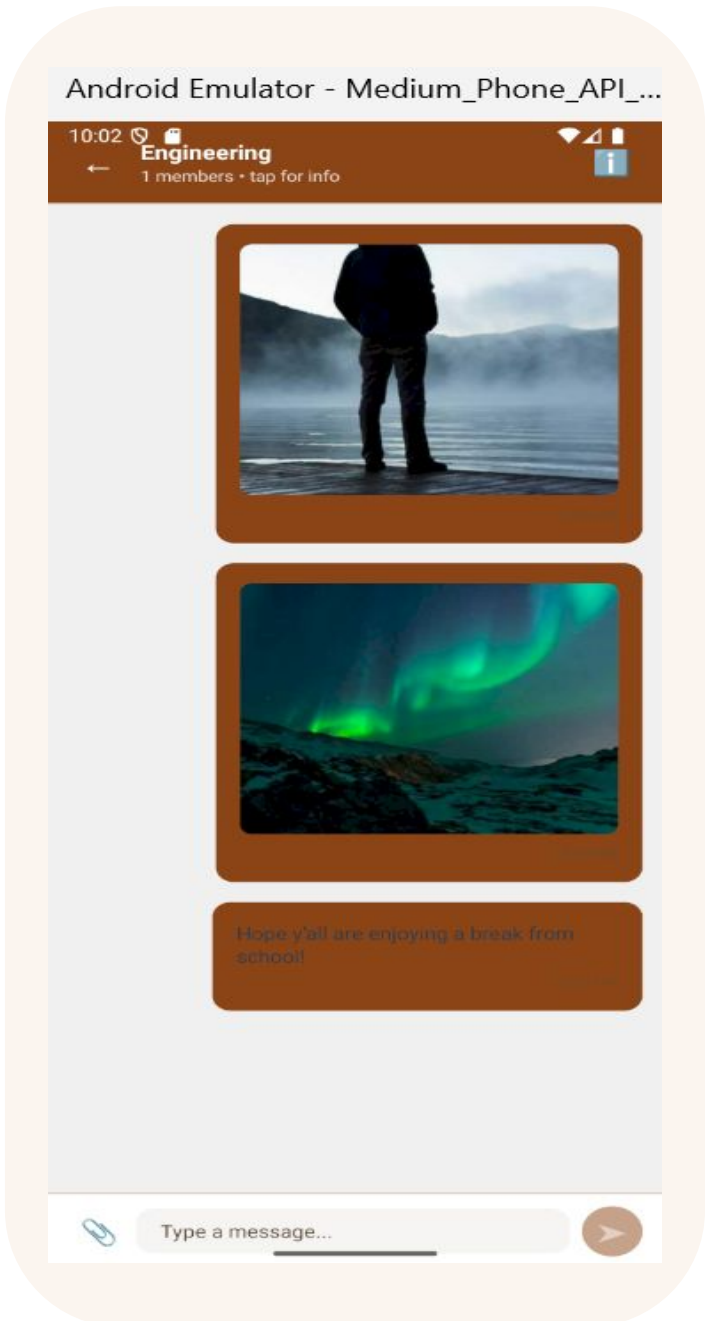 Android Emulator - Medium_Phone_API_...
10:02
Engineering
1 members • tap for info
Hope y'all are enjoying a break from
school!
Type a message...